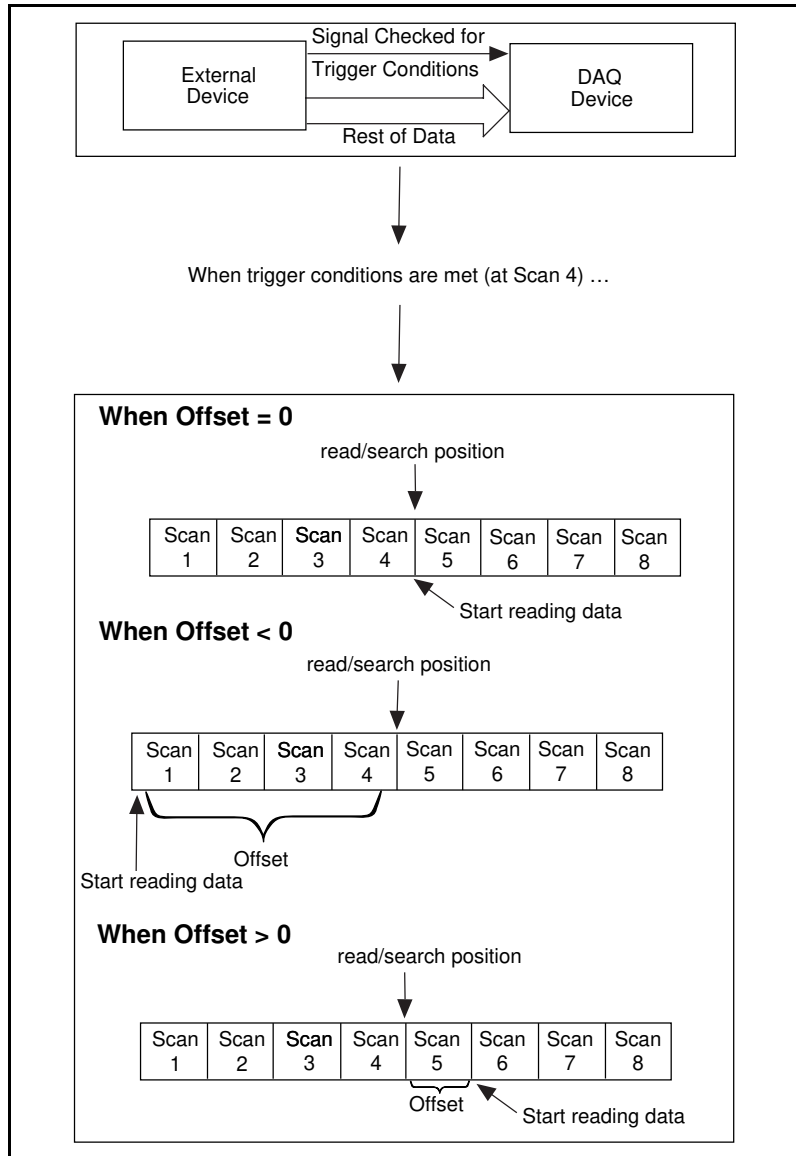 Signal Checked for
Trigger Conditions
External
Device
DAQ
Device
Rest of Data
When trigger conditions are met (at Scan 4) …
When Offset = 0
read/search position
Scan 1 Scan 2 Scan 3 Scan 4 Scan 5 Scan 6 Scan 7 Scan 8
Start reading data
When Offset < 0
read/search position
Scan 1 Scan 2 Scan 3 Scan 4 Scan 5 Scan 6 Scan 7 Scan 8
Offset
Start reading data
When Offset > 0
read/search position
Scan 1 Scan 2 Scan 3 Scan 4 Scan 5 Scan 6 Scan 7 Scan 8
Offset
Start reading data